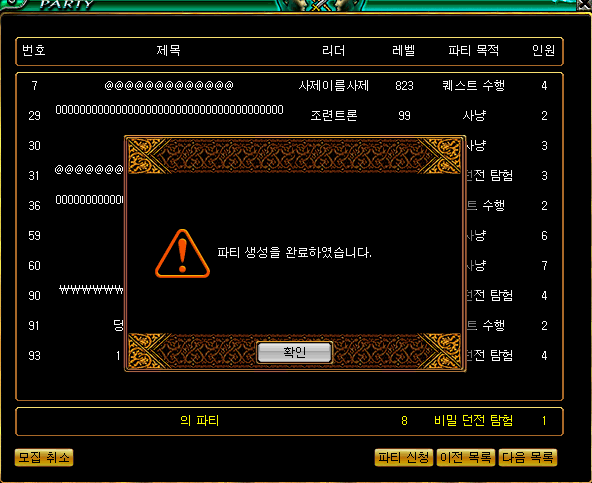 PARTY
번호 제목 리더 레벨 파티 목적 인원
7 @@@@@@@@@@@@@ 사제이름사제 823 퀘스트 수행 4
29 조련트론 99 사냥 2
30 사냥 3
31 던전 탐험 3
36 수행 2
59 사냥 6
60 사냥 7
90 던전 탐험 4
91 덩 수행 2
93 1 던전 탐험 4
파티 생성을 완료하였습니다.
확인
의 파티 8 비밀 던전 탐험 1
모집 취소 파티 신청 이전 목록 다음 목록